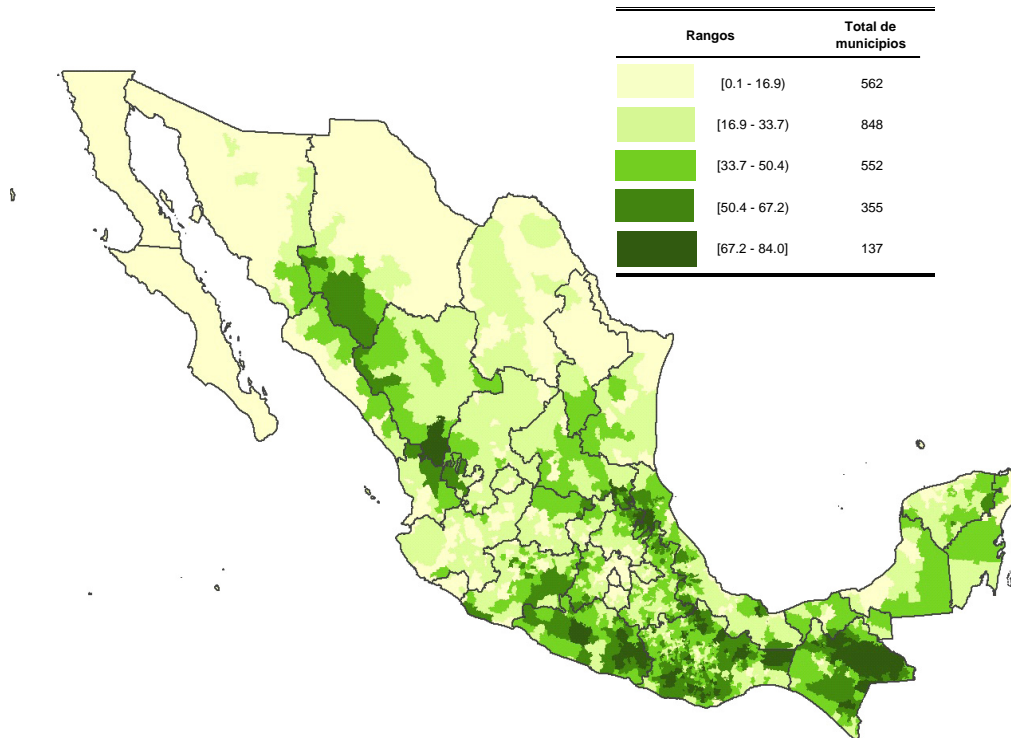 Rangos Total de municipios
[0.1 - 16.9) 562
[16.9 - 33.7) 848
[33.7 - 50.4) 552
[50.4 - 67.2) 355
[67.2 - 84.0] 137